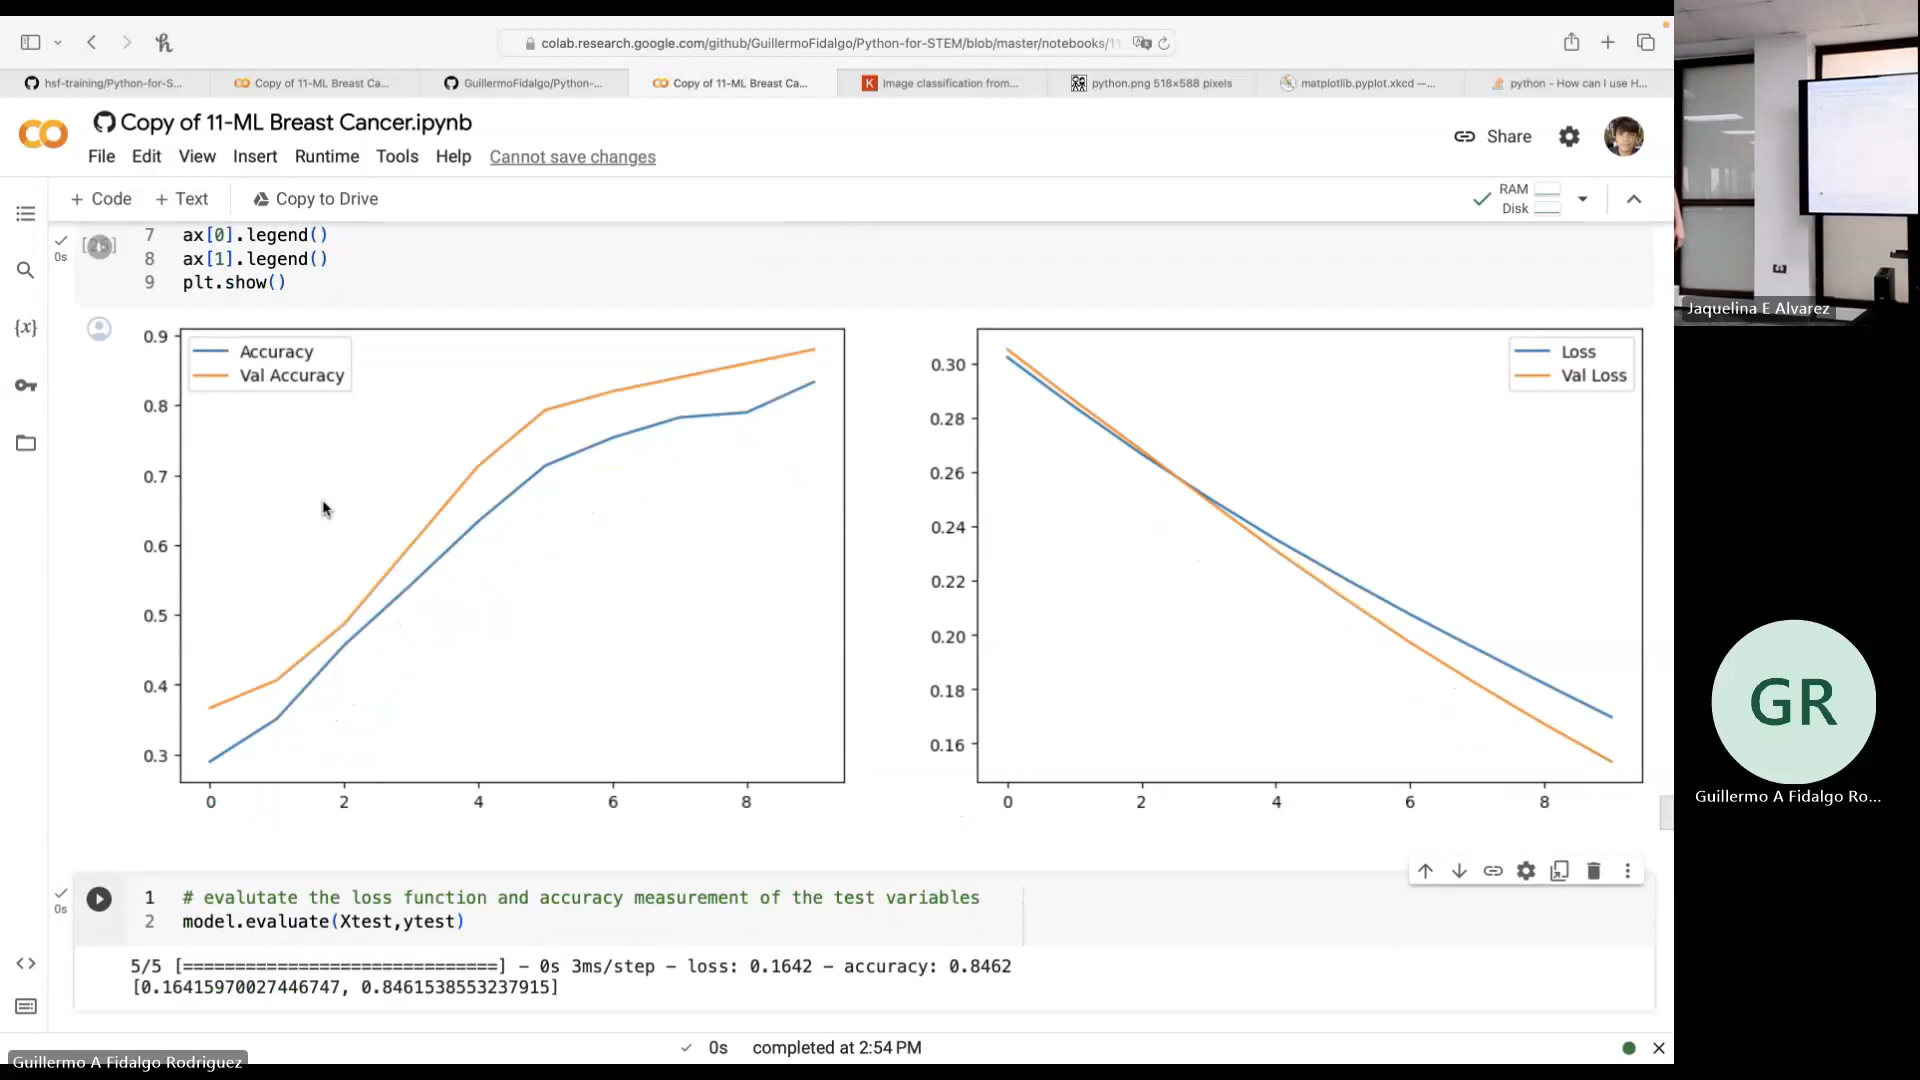 colab.research.google.com/github/GuillermoFidalgo/Python-for-STEM/blob/master/notebooks/1
hsf-training/Python-for-S...
Copy of 11-ML Breast Ca...
GuillermoFidalgo/Python-...
Copy of 11-ML Breast Ca...
Image classification from...
python.png 518×588 pixels
matplotlib.pyplot.xkcd —...
python - How can I use H...
Copy of 11-ML Breast Cancer.ipynb
Share
File Edit View Insert Runtime Tools Help Cannot save changes
+ Code + Text Copy to Drive
RAM
Disk
7 ax[0].legend()
8 ax[1].legend()
9 plt.show()
0s
0.9
0.8
0.7
0.6
0.5
0.4
0.3
Accuracy
Val Accuracy
0 2 4 6 8
0.30
0.28
0.26
0.24
0.22
0.20
0.18
0.16
Loss
Val Loss
0 2 4 6 8
0s
1 # evalutate the loss function and accuracy measurement of the test variables
2 model.evaluate(Xtest,ytest)
5/5 [==============================] - 0s 3ms/step - loss: 0.1642 - accuracy: 0.8462
[0.16415970027446747, 0.8461538553237915]
0s completed at 2:54 PM
Guillermo A Fidalgo Rodriguez
Jaquelina E Alvarez
GR
Guillermo A Fidalgo Ro...